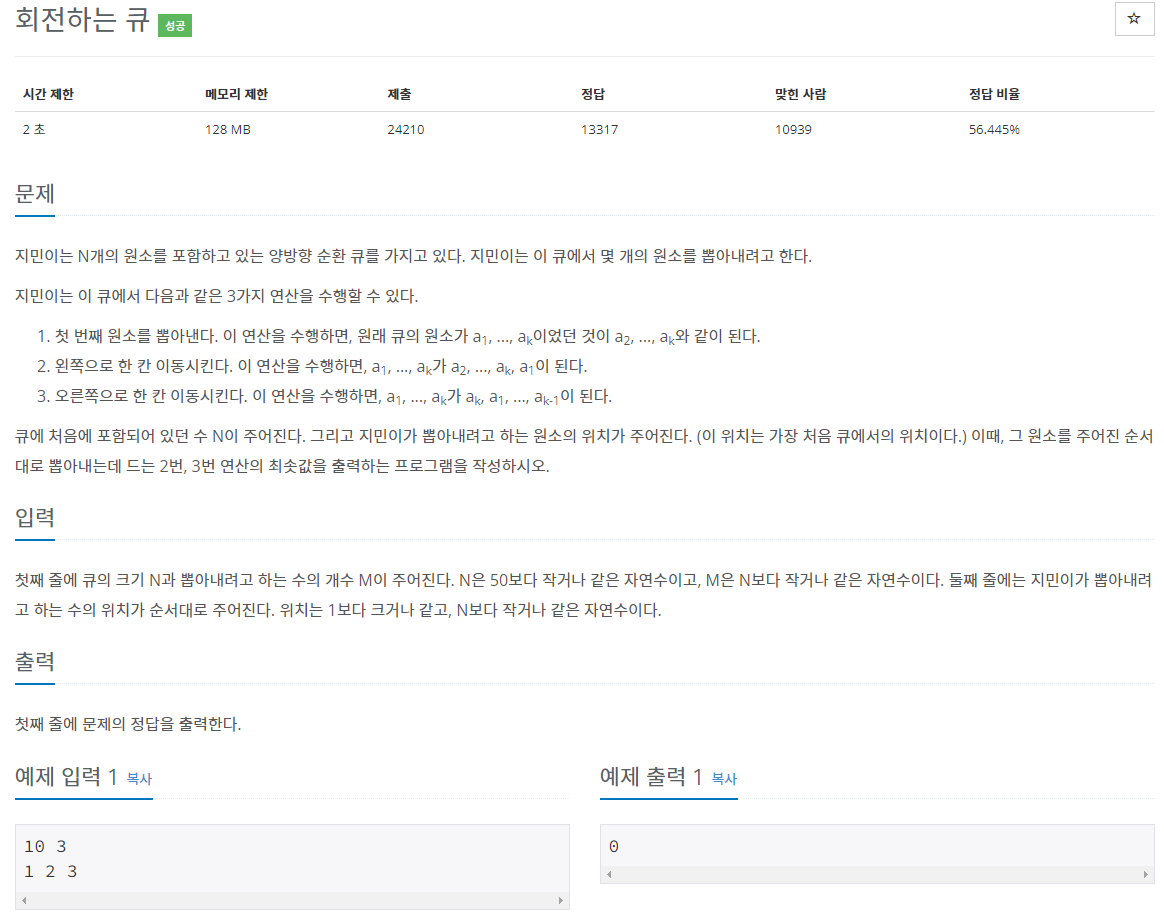 회전하는 큐 성공
☆
시간 제한 메모리 제한 제출 정답 맞힌 사람 정답 비율
2 초 128 MB 24210 13317 10939 56.445%
문제
지민이는 N개의 원소를 포함하고 있는 양방향 순환 큐를 가지고 있다. 지민이는 이 큐에서 몇 개의 원소를 뽑아내려고 한다.
지민이는 이 큐에서 다음과 같은 3가지 연산을 수행할 수 있다.
1. 첫 번째 원소를 뽑아낸다. 이 연산을 수행하면, 원래 큐의 원소가 a1, ..., ak이었던 것이 a2, ..., ak와 같이 된다.
2. 왼쪽으로 한 칸 이동시킨다. 이 연산을 수행하면, a1, ..., ak가 a2, ..., ak, a1이 된다.
3. 오른쪽으로 한 칸 이동시킨다. 이 연산을 수행하면, a1, ..., ak가 ak, a1, ..., ak-1이 된다.
큐에 처음에 포함되어 있던 수 N이 주어진다. 그리고 지민이가 뽑아내려고 하는 원소의 위치가 주어진다. (이 위치는 가장 처음 큐에서의 위치이다.) 이때, 그 원소를 주어진 순서
대로 뽑아내는데 드는 2번, 3번 연산의 최솟값을 출력하는 프로그램을 작성하시오.
입력
첫째 줄에 큐의 크기 N과 뽑아내려고 하는 수의 개수 M이 주어진다. N은 50보다 작거나 같은 자연수이고, M은 N보다 작거나 같은 자연수이다. 둘째 줄에는 지민이가 뽑아내려
고 하는 수의 위치가 순서대로 주어진다. 위치는 1보다 크거나 같고, N보다 작거나 같은 자연수이다.
출력
첫째 줄에 문제의 정답을 출력한다.
예제 입력 1 복사
10 3
1 2 3
예제 출력 1 복사
0